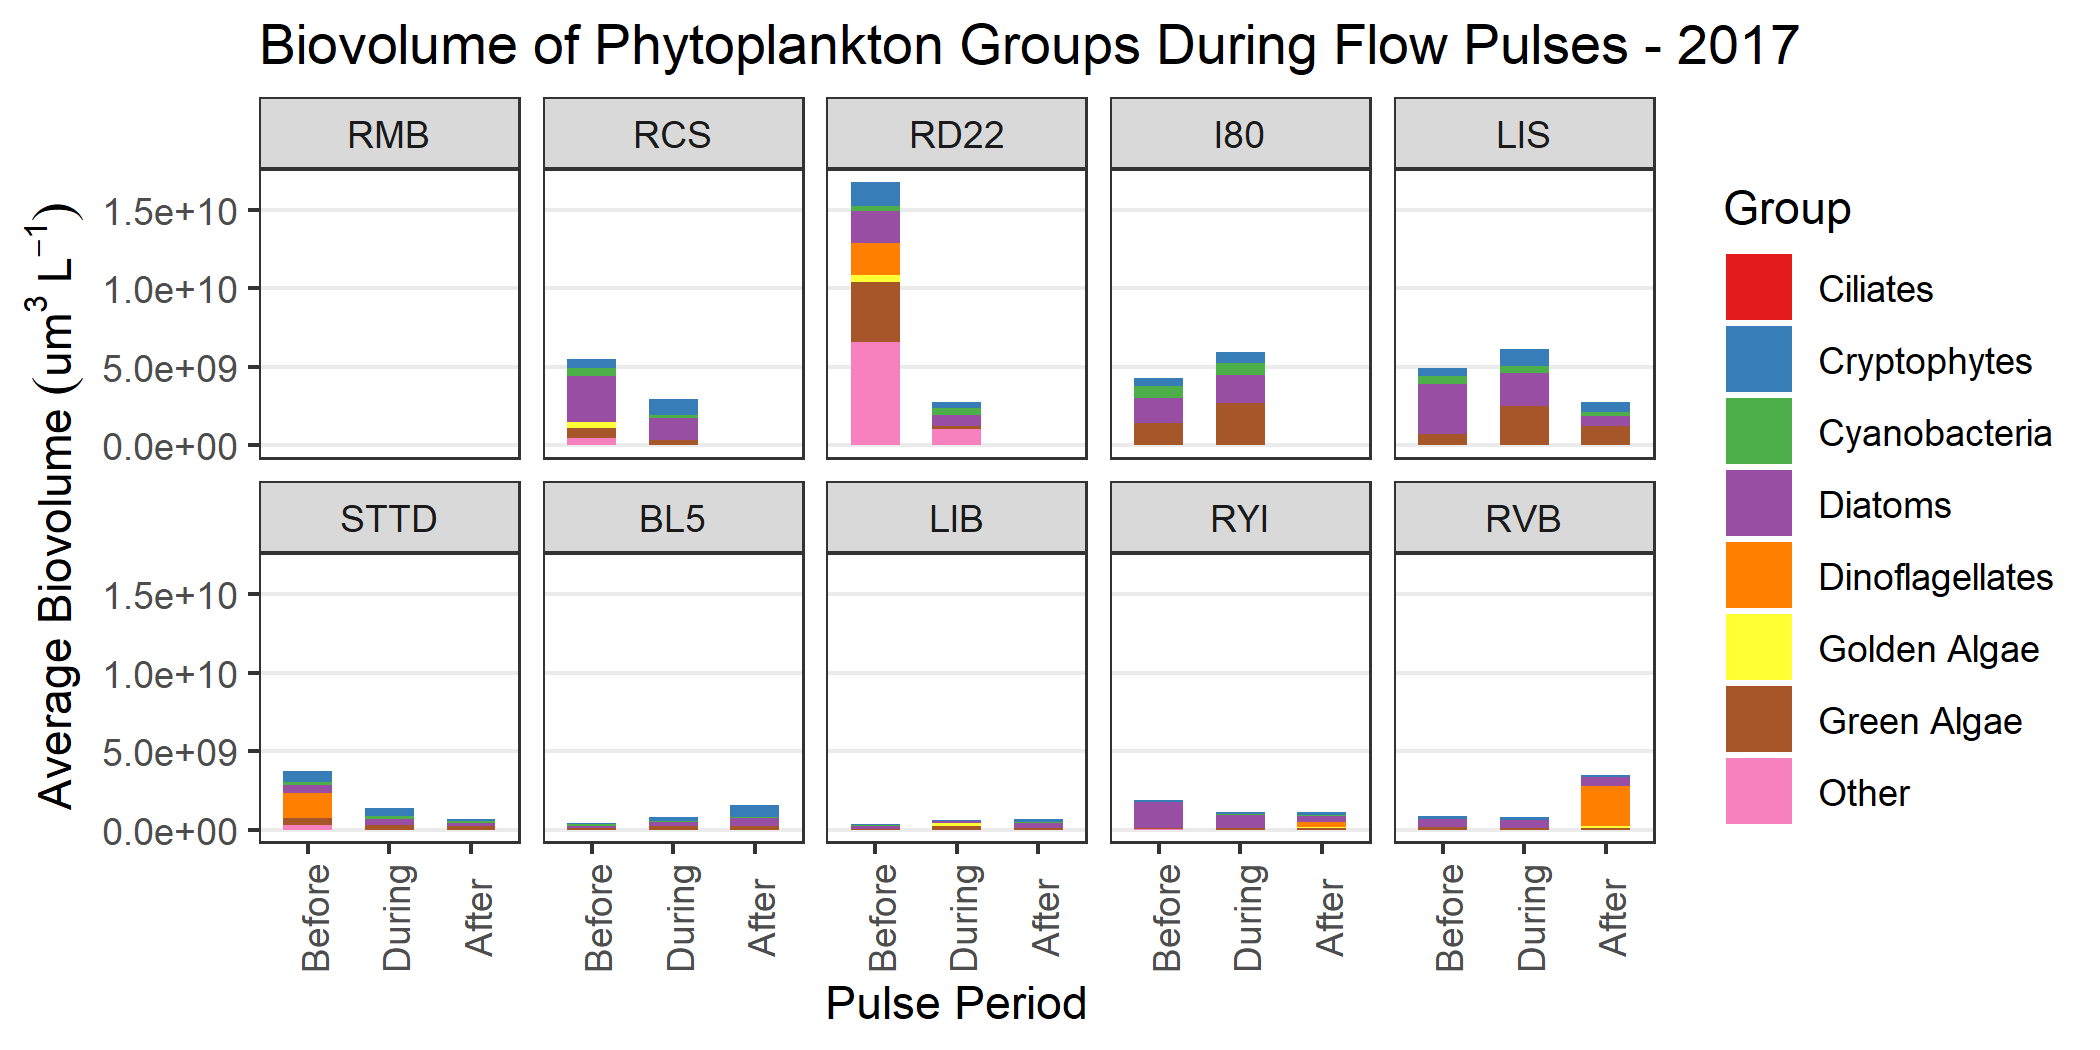 Biovolume of Phytoplankton Groups During Flow Pulses - 2017
RMB RCS RD22 I80 LIS
1.5e+10
1.0e+10
5.0e+09
0.0e+00
STTD BL5 LIB RYI RVB
1.5e+10
1.0e+10
5.0e+09
0.0e+00
Before During After Before During After Before During After Before During After Before During After
Pulse Period
Average Biovolume (um³ L⁻¹)
Group
Ciliates
Cryptophytes
Cyanobacteria
Diatoms
Dinoflagellates
Golden Algae
Green Algae
Other